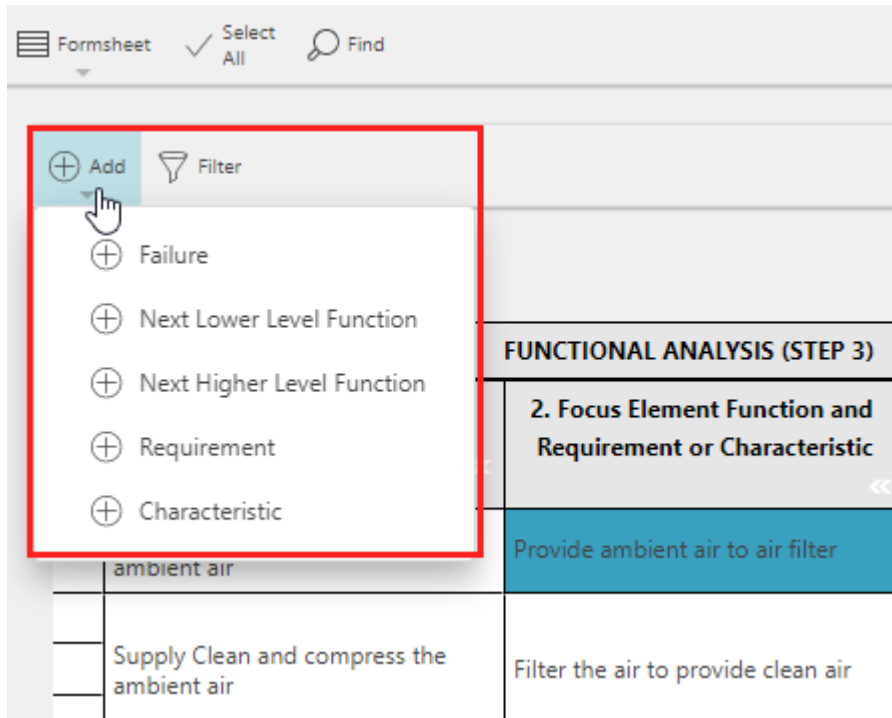 Formsheet
Select
All
Find
Add
Filter
Failure
Next Lower Level Function
Next Higher Level Function
Requirement
Characteristic
FUNCTIONAL ANALYSIS (STEP 3)
2. Focus Element Function and
Requirement or Characteristic
ambient air
Provide ambient air to air filter
Supply Clean and compress the
ambient air
Filter the air to provide clean air